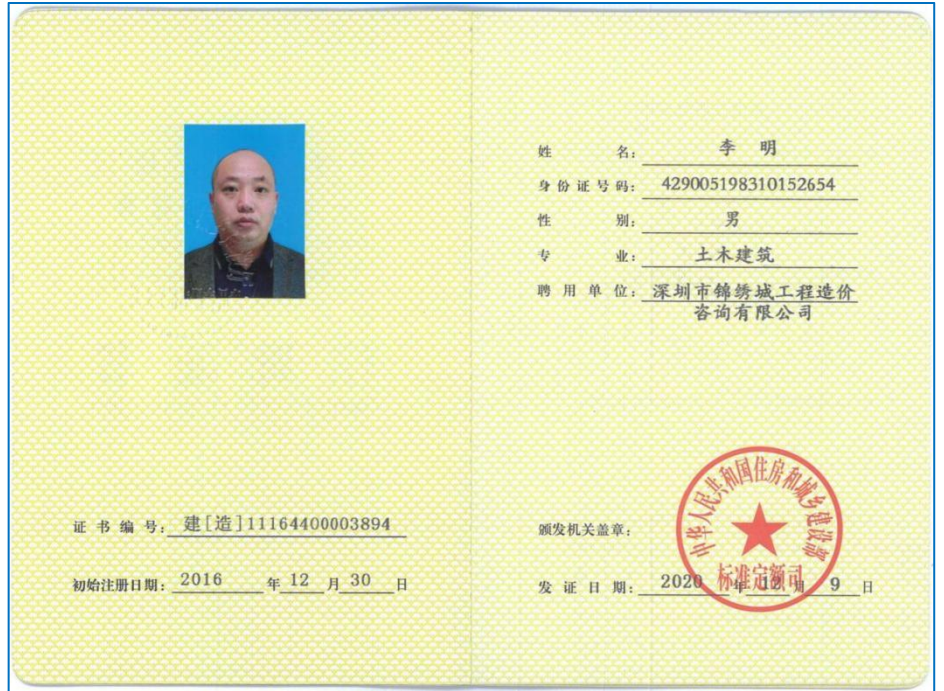 姓 名: 李 明
身份证号码: 429005198310152654
性 别: 男
专 业: 土木建筑
聘用单位: 深圳市锦绣城工程造价
咨询有限公司
证书编号: 建[造]11164400003894
初始注册日期: 2016 年 12 月 30 日
颁发机关盖章:
中华人民共和国住房和城乡建设部
标准定额司
发证日期: 2020 年 12 月 9 日